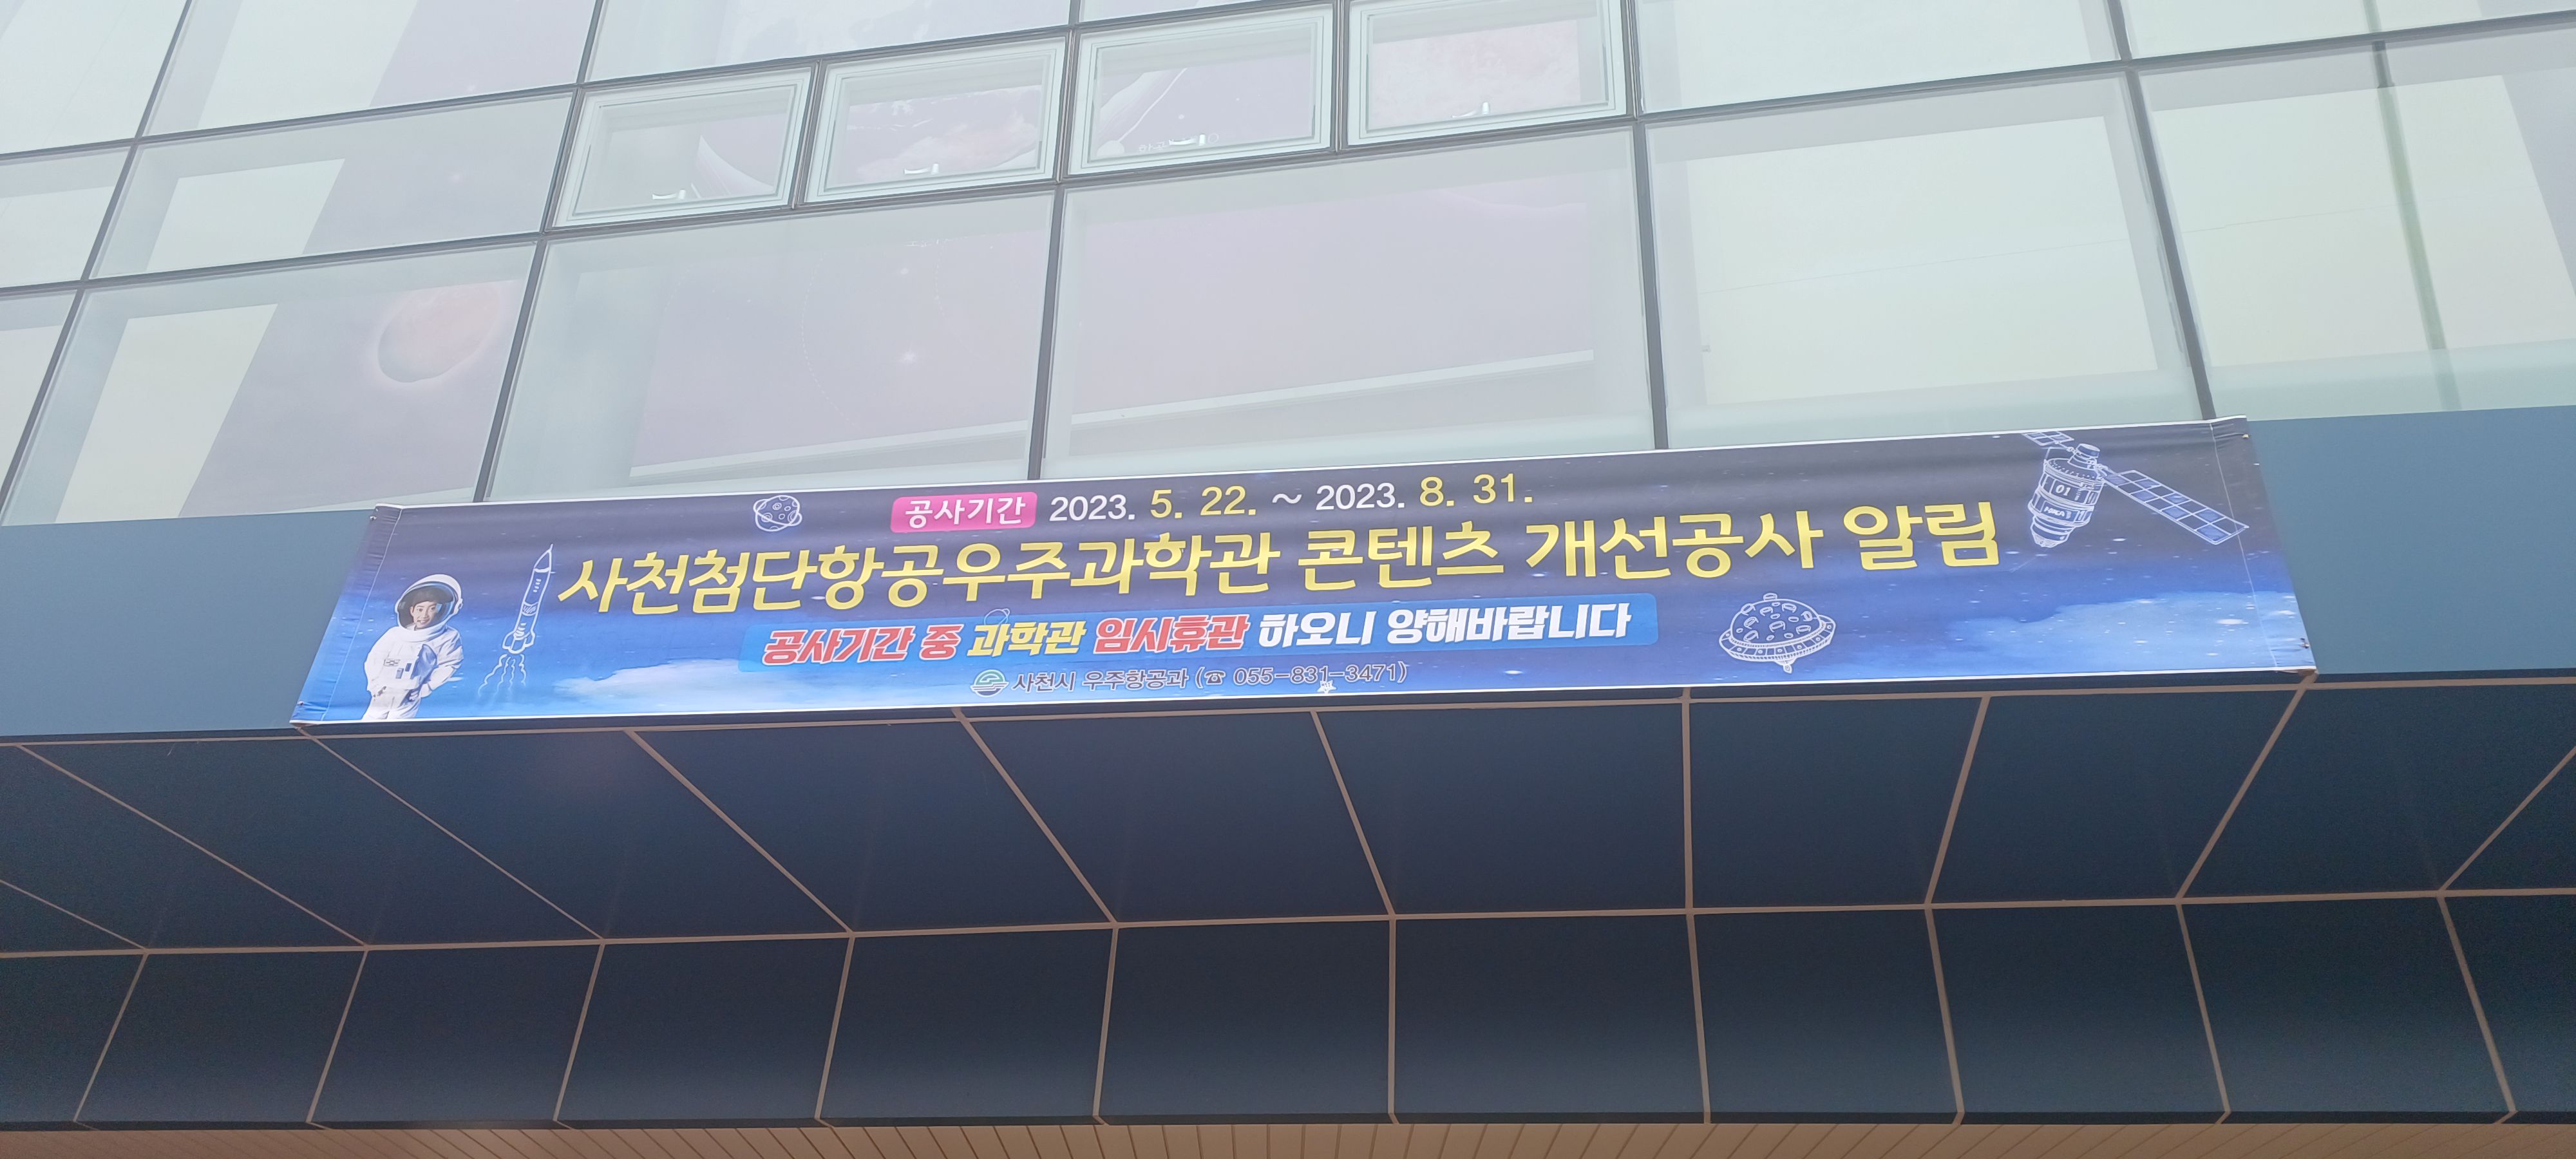 공사기간 2023. 5. 22. ~ 2023. 8. 31.
사천첨단항공우주과학관 콘텐츠 개선공사 알림
공사기간 중 과학관 임시휴관 하오니 양해바랍니다
사천시 우주항공과 (☎ 055-831-3471)
01